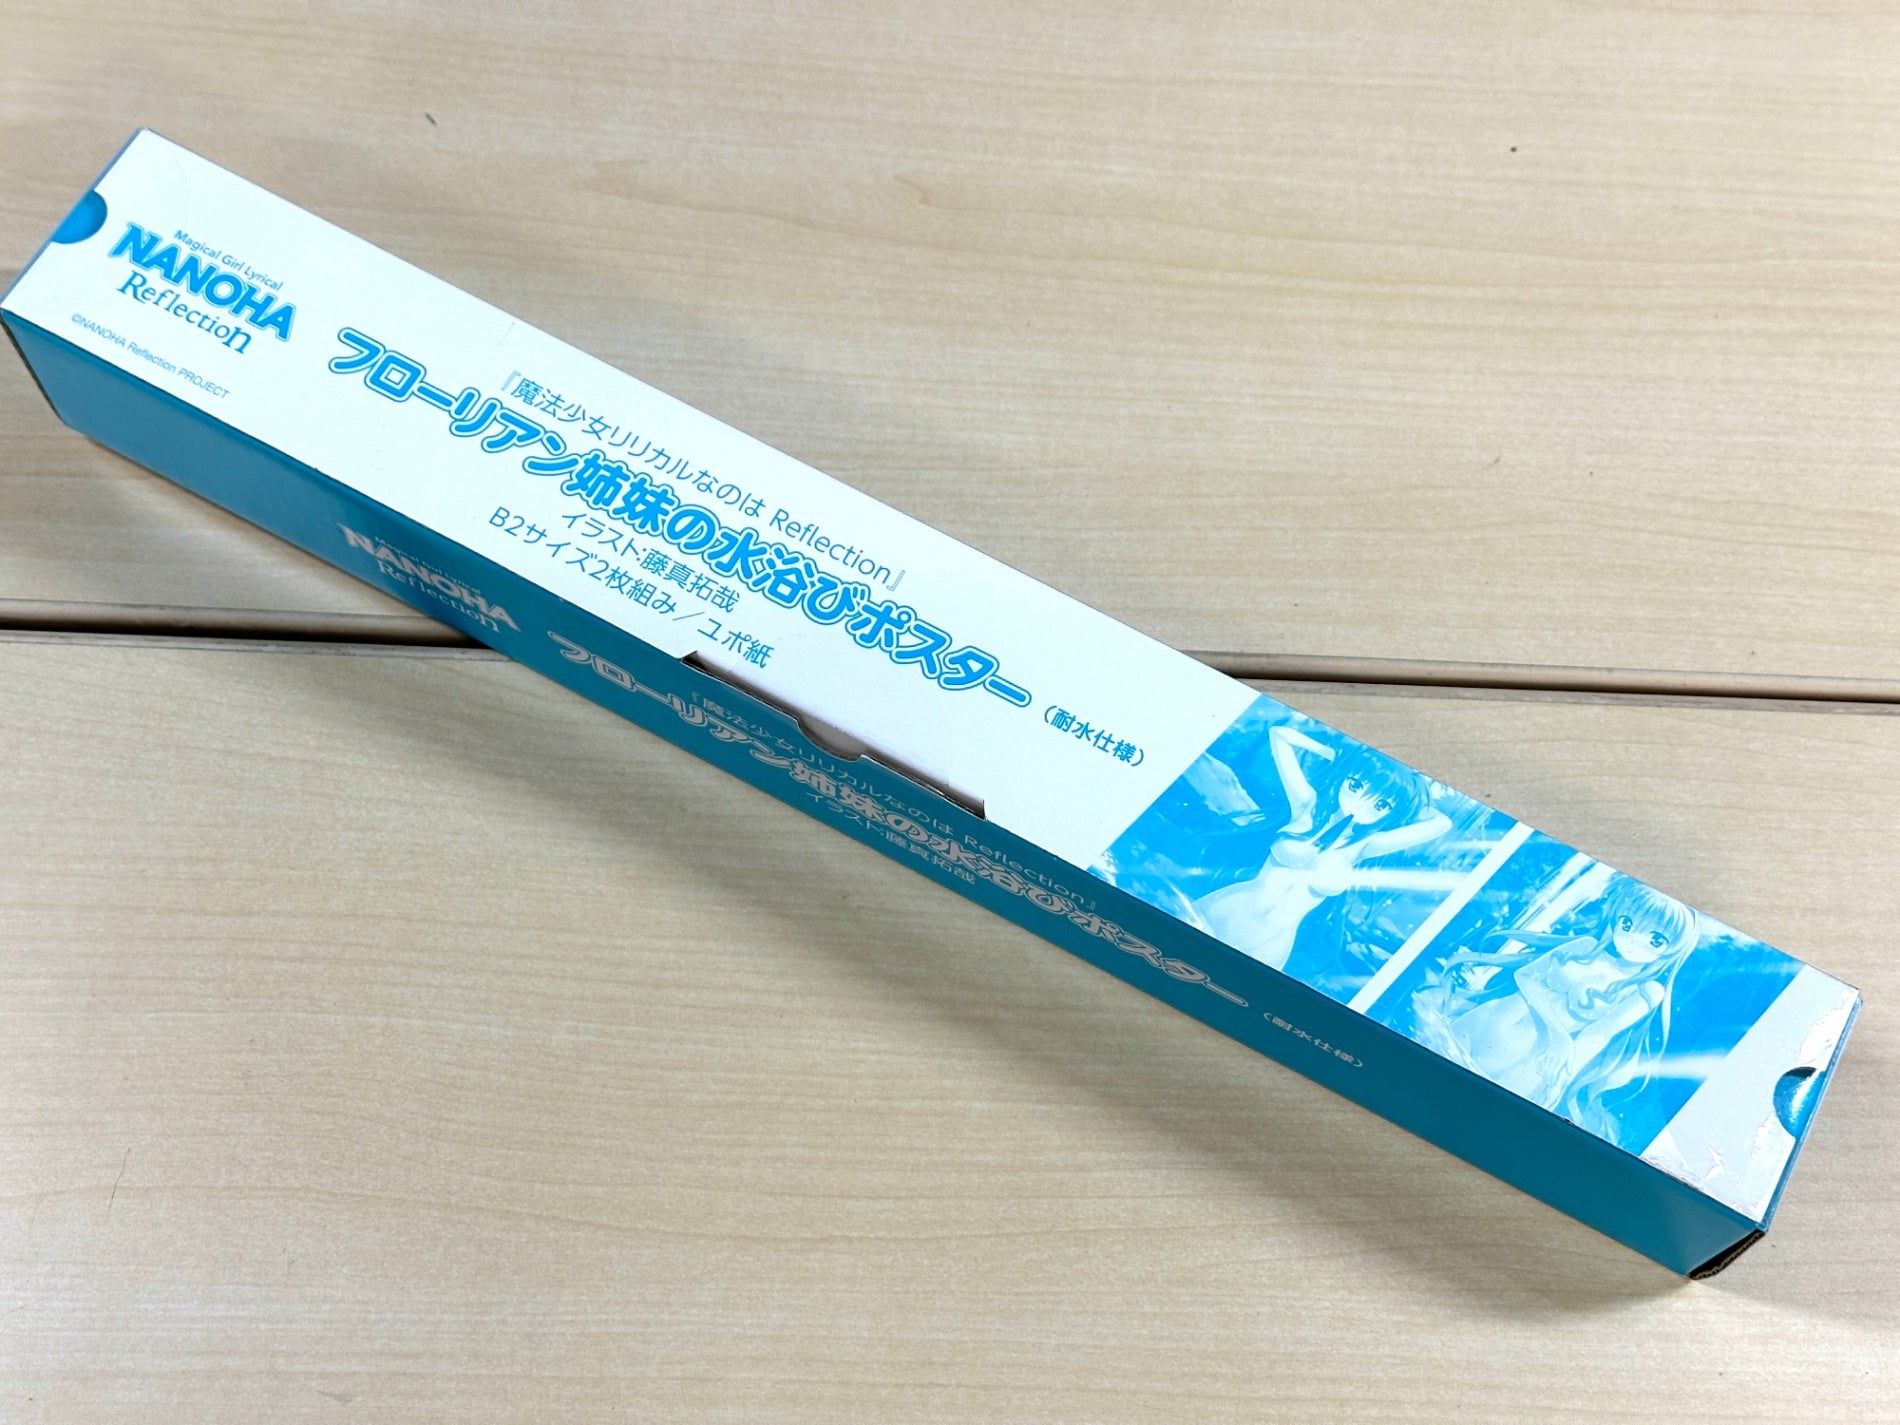 Magical Girl Lyrical
NANOHA
Reflection
©NANOHA Reflection PROJECT
『魔法少女リリカルなのは Reflection』
フローリアン姉妹の水浴びポスター（耐水仕様）
イラスト:藤真拓哉
B2サイズ2枚組み／ユポ紙
Magical Girl Lyrical
NANOHA
Reflection
『魔法少女リリカルなのは Reflection』
フローリアン姉妹の水浴びポスター（耐水仕様）
イラスト:藤真拓哉